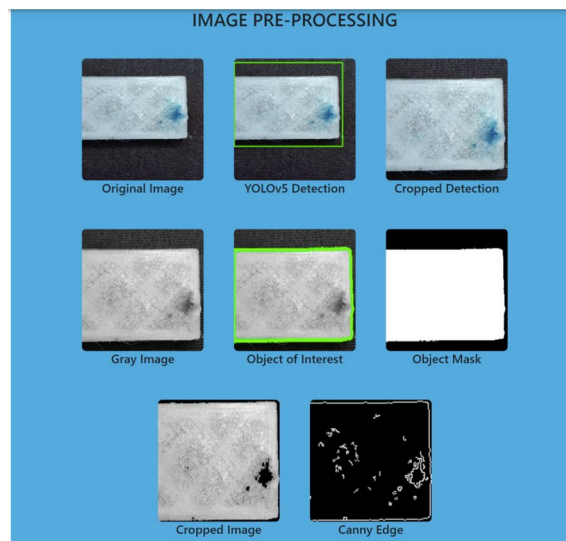 IMAGE PRE-PROCESSING
Original Image
YOLOv5 Detection
Cropped Detection
Gray Image
Object of Interest
Object Mask
Cropped Image
Canny Edge